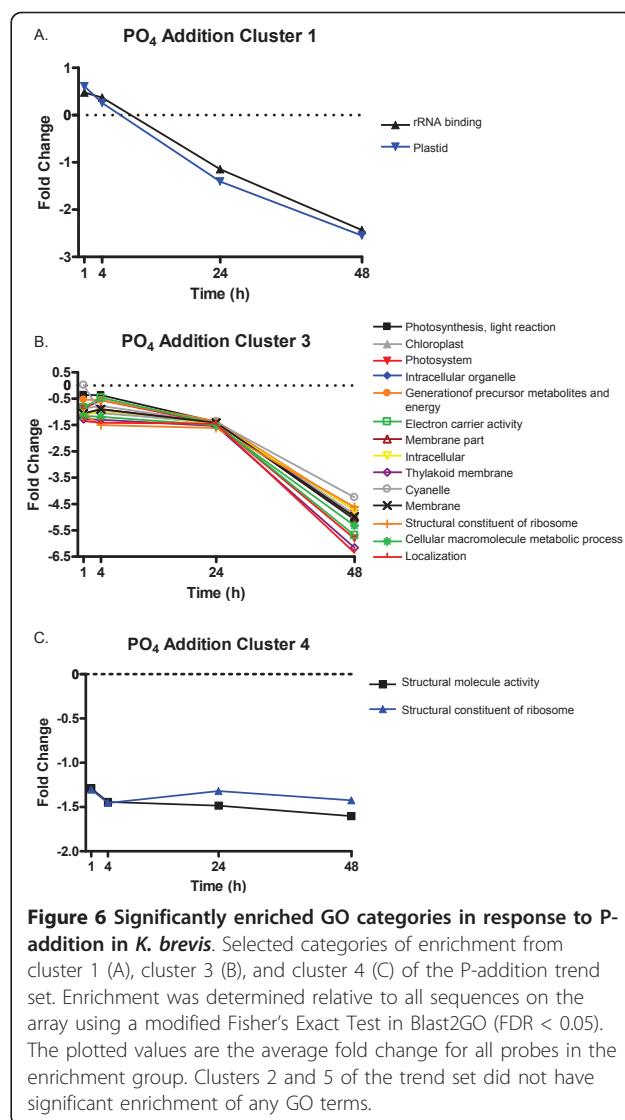 A.
PO4 Addition Cluster 1
1
0
-1
-2
-3
Fold Change
1 4 24 48
Time (h)
rRNA binding
Plastid
B.
PO4 Addition Cluster 3
0.5
0
-0.5
-1.5
-2.5
-3.5
-4.5
-5.5
-6.5
Fold Change
1 4 24 48
Time (h)
Photosynthesis, light reaction
Chloroplast
Photosystem
Intracellular organelle
Generationof precursor metabolites and
energy
Electron carrier activity
Membrane part
Intracellular
Thylakoid membrane
Cyanelle
Membrane
Structural constituent of ribosome
Cellular macromolecule metabolic process
Localization
C.
PO4 Addition Cluster 4
0
-0.5
-1.0
-1.5
-2.0
Fold Change
1 4 24 48
Time (h)
Structural molecule activity
Structural constituent of ribosome
Figure 6 Significantly enriched GO categories in response to P-
addition in K. brevis. Selected categories of enrichment from
cluster 1 (A), cluster 3 (B), and cluster 4 (C) of the P-addition trend
set. Enrichment was determined relative to all sequences on the
array using a modified Fisher's Exact Test in Blast2GO (FDR < 0.05).
The plotted values are the average fold change for all probes in the
enrichment group. Clusters 2 and 5 of the trend set did not have
significant enrichment of any GO terms.